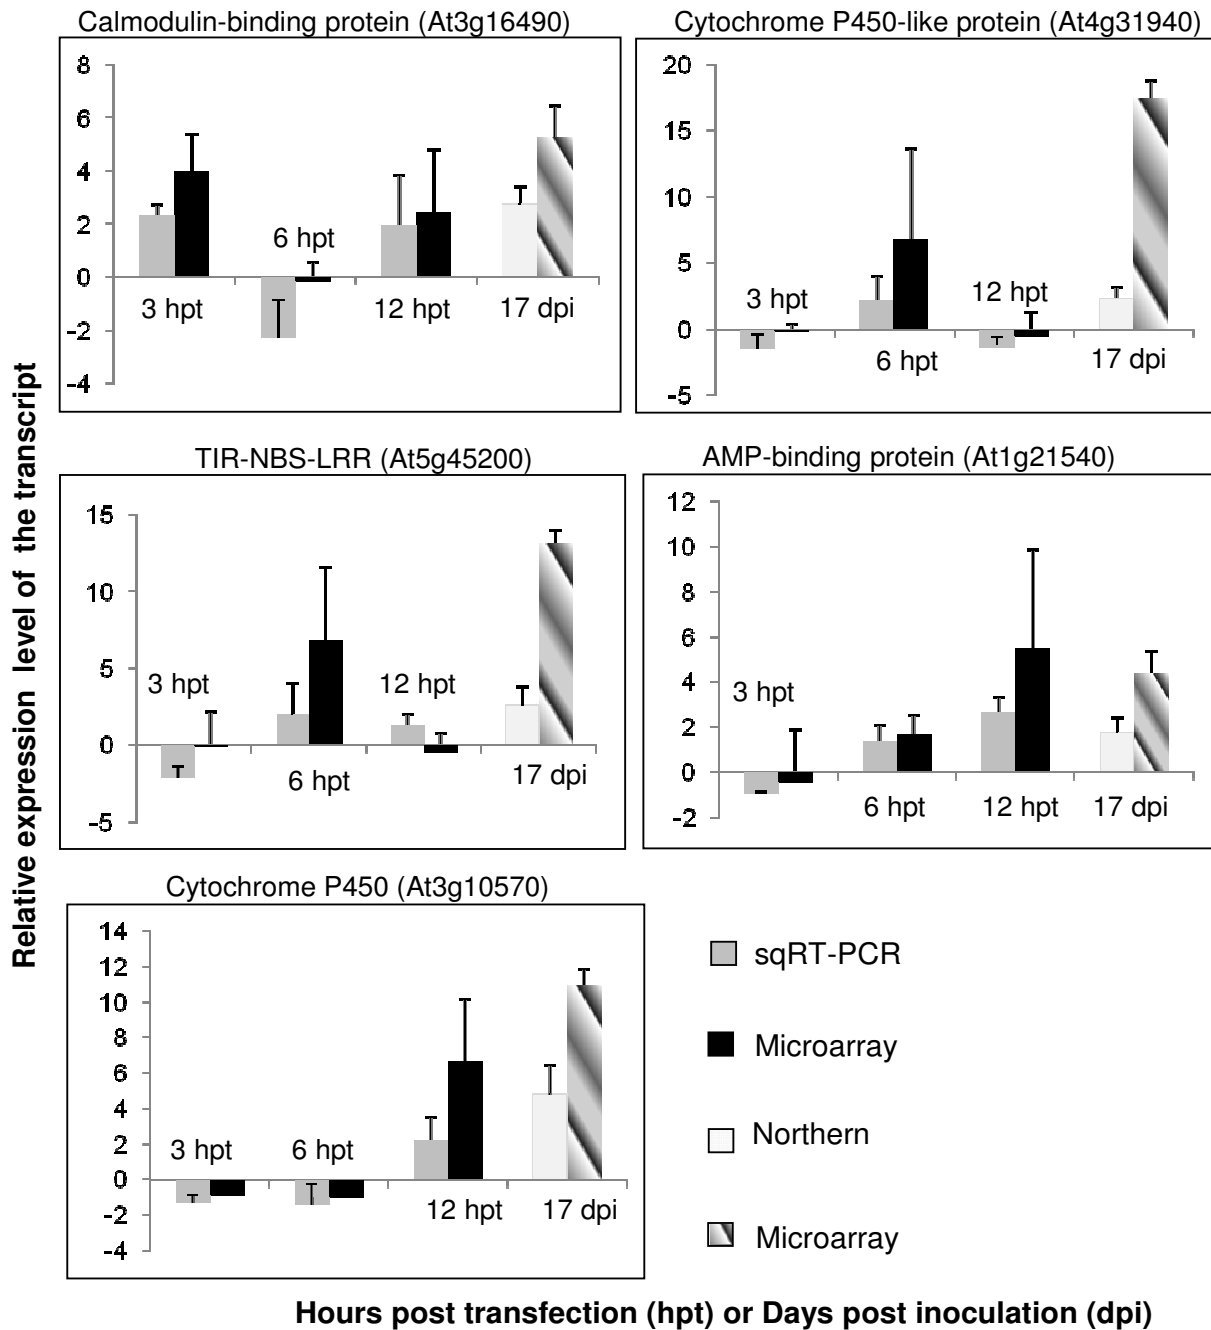 Calmodulin-binding protein (At3g16490)
8
6
4
2
0
-2
-4
3 hpt
6 hpt
12 hpt
17 dpi
Cytochrome P450-like protein (At4g31940)
20
15
10
5
0
-5
3 hpt
6 hpt
12 hpt
17 dpi
Relative expression level of the transcript
TIR-NBS-LRR (At5g45200)
15
10
5
0
-5
3 hpt
6 hpt
12 hpt
17 dpi
AMP-binding protein (At1g21540)
12
10
8
6
4
2
0
-2
3 hpt
6 hpt
12 hpt
17 dpi
Cytochrome P450 (At3g10570)
14
12
10
8
6
4
2
0
-2
-4
3 hpt
6 hpt
12 hpt
17 dpi
sqRT-PCR
Microarray
Northern
Microarray
Hours post transfection (hpt) or Days post inoculation (dpi)